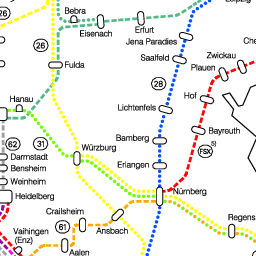 26
Bebra
Eisenach
Erfurt
Leipzig
Jena Paradies
26
Fulda
Saalfeld
Zwickau
Plauen
28
Hanau
Lichtenfels
Hof
62
31
Würzburg
Bamberg
Bayreuth
5)
FSX
Darmstadt
Bensheim
Weinheim
Erlangen
Heidelberg
Nürnberg
Crailsheim
61
Vaihingen
(Enz)
Ansbach
Aalen
Regens